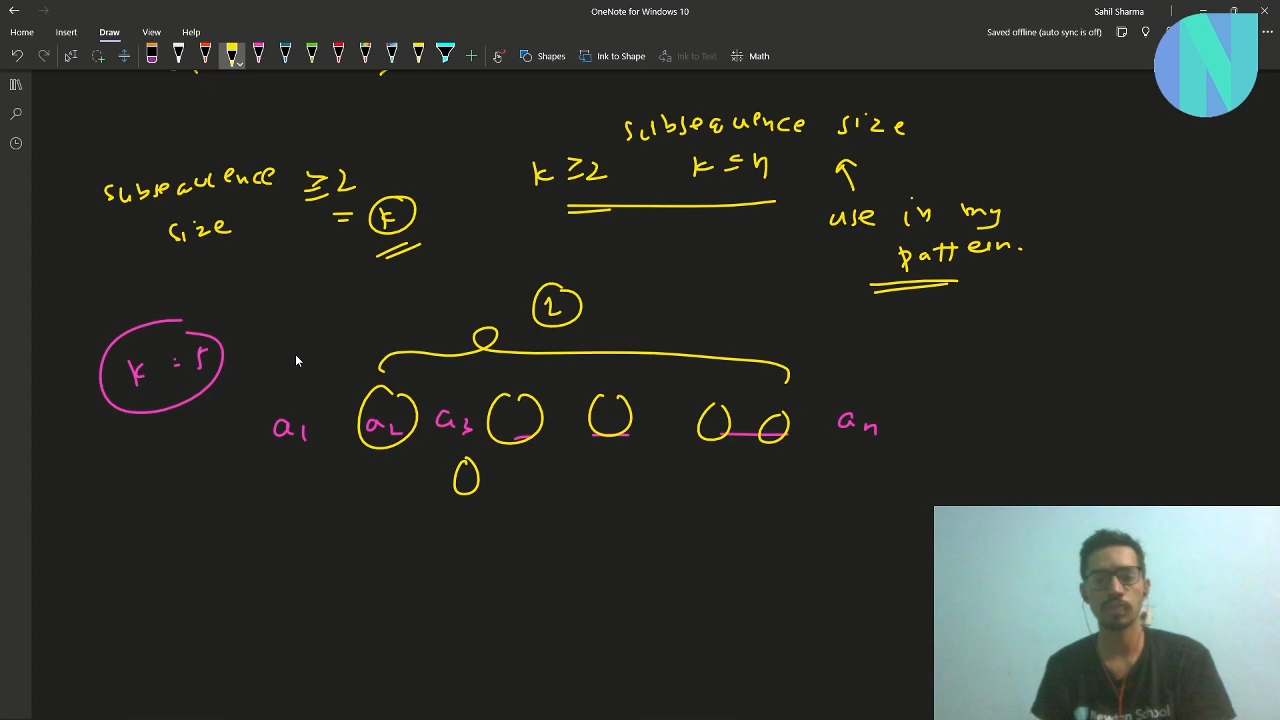 OneNote for Windows 10
Sahil Sharma
Home Insert Draw View Help
Saved offline (auto sync is off)
Shapes Ink to Shape Ink to Text Math
subsequence size
k ≥ 2 k ≤ n
use in my
pattern.
subsequence ≥ 2
size = k
2
k = 5
a1 a2 a3 an
Newton School